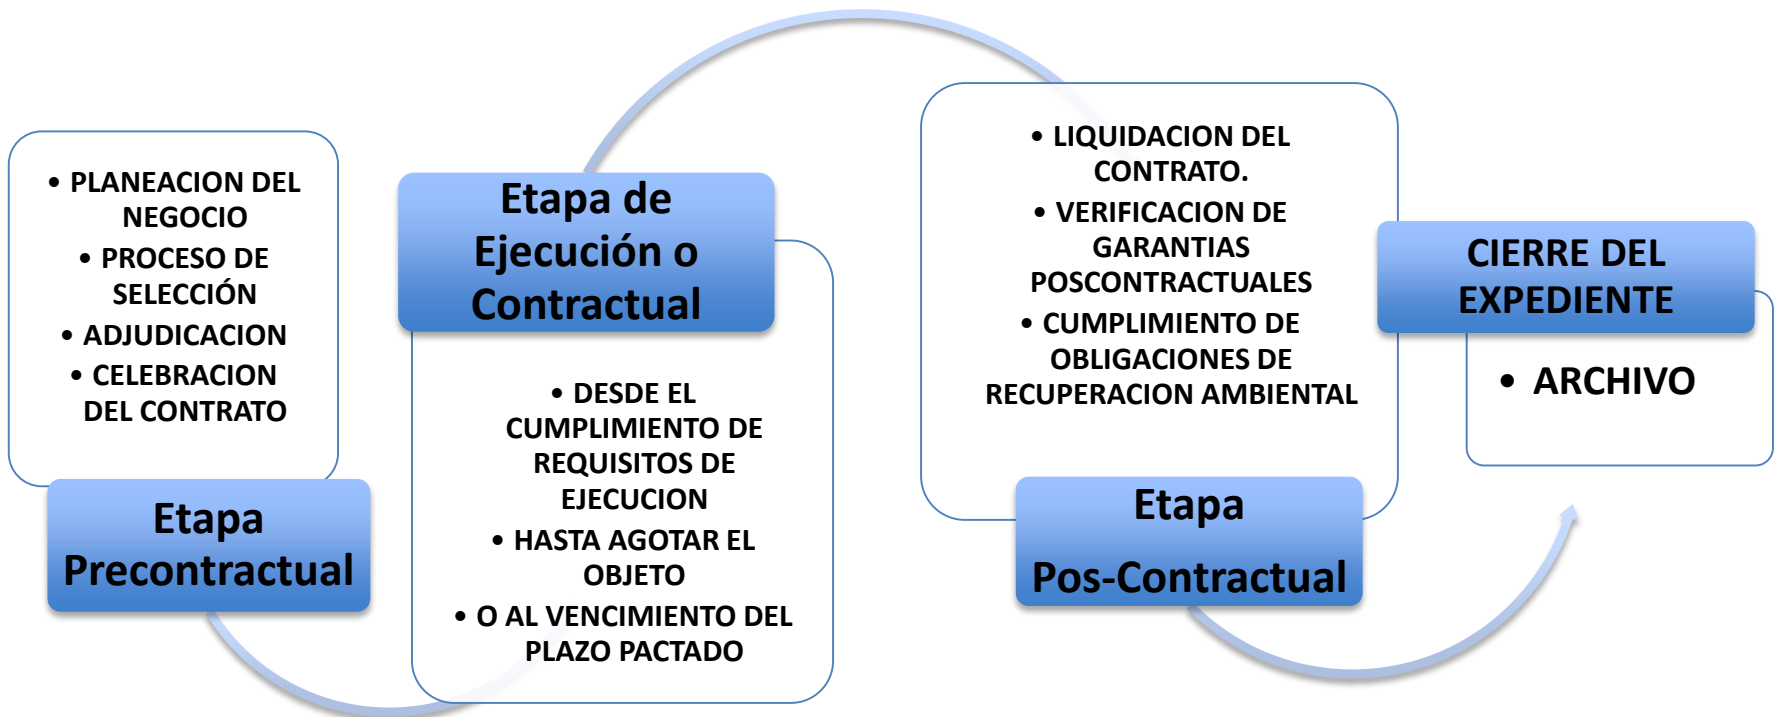 • PLANEACION DEL
NEGOCIO
• PROCESO DE
SELECCIÓN
• ADJUDICACION
• CELEBRACION
DEL CONTRATO
Etapa
Precontractual
Etapa de
Ejecución o
Contractual
• DESDE EL
CUMPLIMIENTO DE
REQUISITOS DE
EJECUCION
• HASTA AGOTAR EL
OBJETO
• O AL VENCIMIENTO DEL
PLAZO PACTADO
• LIQUIDACION DEL
CONTRATO.
• VERIFICACION DE
GARANTIAS
POSCONTRACTUALES
• CUMPLIMIENTO DE
OBLIGACIONES DE
RECUPERACION AMBIENTAL
Etapa
Pos-Contractual
CIERRE DEL
EXPEDIENTE
• ARCHIVO